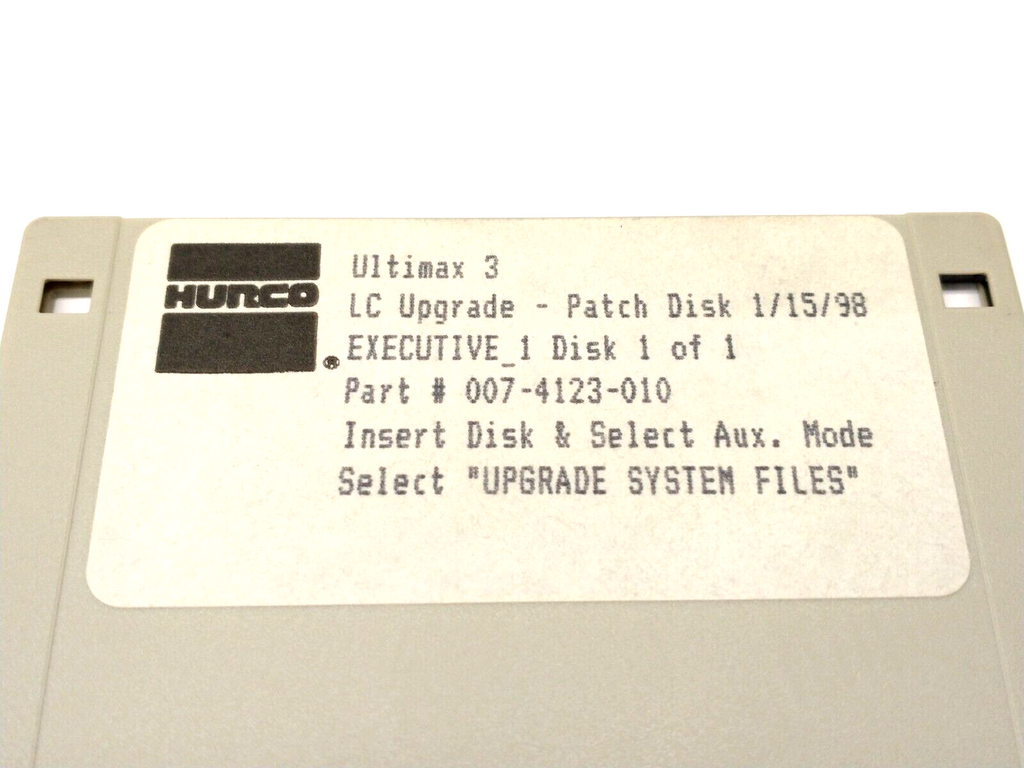 HURCO ®
Ultimax 3
LC Upgrade - Patch Disk 1/15/98
EXECUTIVE_1 Disk 1 of 1
Part # 007-4123-010
Insert Disk & Select Aux. Mode
Select "UPGRADE SYSTEM FILES"